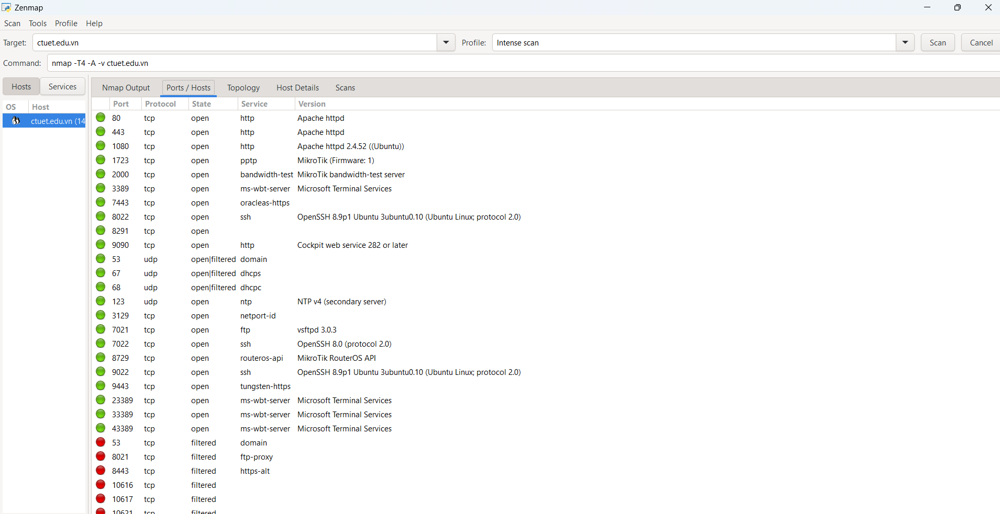 Zenmap
Scan Tools Profile Help
Target: ctuet.edu.vn Profile: Intense scan Scan Cancel
Command: nmap -T4 -A -v ctuet.edu.vn
Hosts Services Nmap Output Ports / Hosts Topology Host Details Scans
OS Host Port Protocol State Service Version
ctuet.edu.vn (14
80 tcp open http Apache httpd
443 tcp open http Apache httpd
1080 tcp open http Apache httpd 2.4.52 ((Ubuntu))
1723 tcp open pptp MikroTik (Firmware: 1)
2000 tcp open bandwidth-test MikroTik bandwidth-test server
3389 tcp open ms-wbt-server Microsoft Terminal Services
7443 tcp open oracleas-https
8022 tcp open ssh OpenSSH 8.9p1 Ubuntu 3ubuntu0.10 (Ubuntu Linux; protocol 2.0)
8291 tcp open
9090 tcp open http Cockpit web service 282 or later
53 udp open|filtered domain
67 udp open|filtered dhcps
68 udp open|filtered dhcpc
123 udp open ntp NTP v4 (secondary server)
3129 tcp open netport-id
7021 tcp open ftp vsftpd 3.0.3
7022 tcp open ssh OpenSSH 8.0 (protocol 2.0)
8729 tcp open routeros-api MikroTik RouterOS API
9022 tcp open ssh OpenSSH 8.9p1 Ubuntu 3ubuntu0.10 (Ubuntu Linux; protocol 2.0)
9443 tcp open tungsten-https
23389 tcp open ms-wbt-server Microsoft Terminal Services
33389 tcp open ms-wbt-server Microsoft Terminal Services
43389 tcp open ms-wbt-server Microsoft Terminal Services
53 tcp filtered domain
8021 tcp filtered ftp-proxy
8443 tcp filtered https-alt
10616 tcp filtered
10617 tcp filtered
10621 tcp filtered